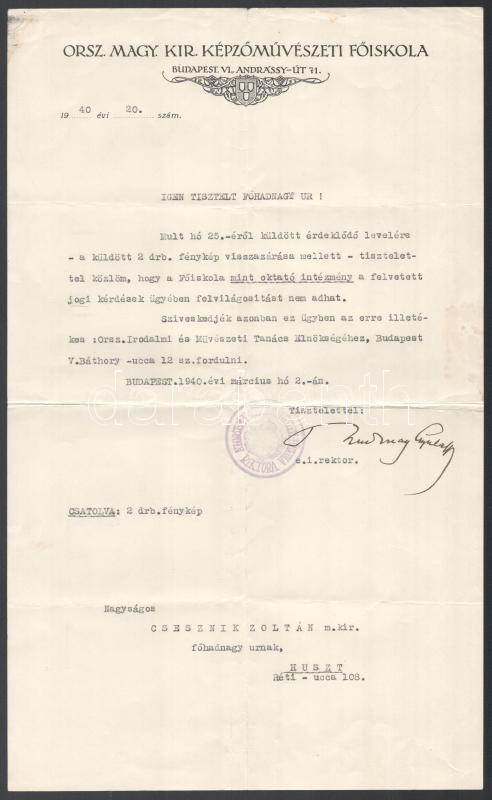 ORSZ. MAGY. KIR. KÉPZŐMŰVÉSZETI FŐISKOLA
BUDAPEST, VI. ANDRÁSSY-ÚT 71.
1940 évi 20. szám.
IGEN TISZTELT FŐHADNAGY UR !
Mult hó 25.-éről küldött érdeklődő levelére
- a küldött 2 drb. fénykép visszazárása mellett - tisztelet-
tel közlöm, hogy a Főiskola mint oktató intézmény a felvetett
jogi kérdések ügyében felvilágositást nem adhat.
Sziveskedjék azonban ez ügyben az erre illeté-
kes :Orsz.Irodalmi és Művészeti Tanács Elnökségéhez, Budapest
V.Báthory -ucca 12 sz.fordulni.
BUDAPEST.1940.évi március hó 2.-án.
darabanth
Tisztelettel:
REKTORA
e.i.rektor.
CSATOLVA: 2 drb.fénykép
Nagyságos
CSESZNIK ZOLTÁN m.kir.
főhadnagy urnak,
HUSZT
Réti - ucca 108.